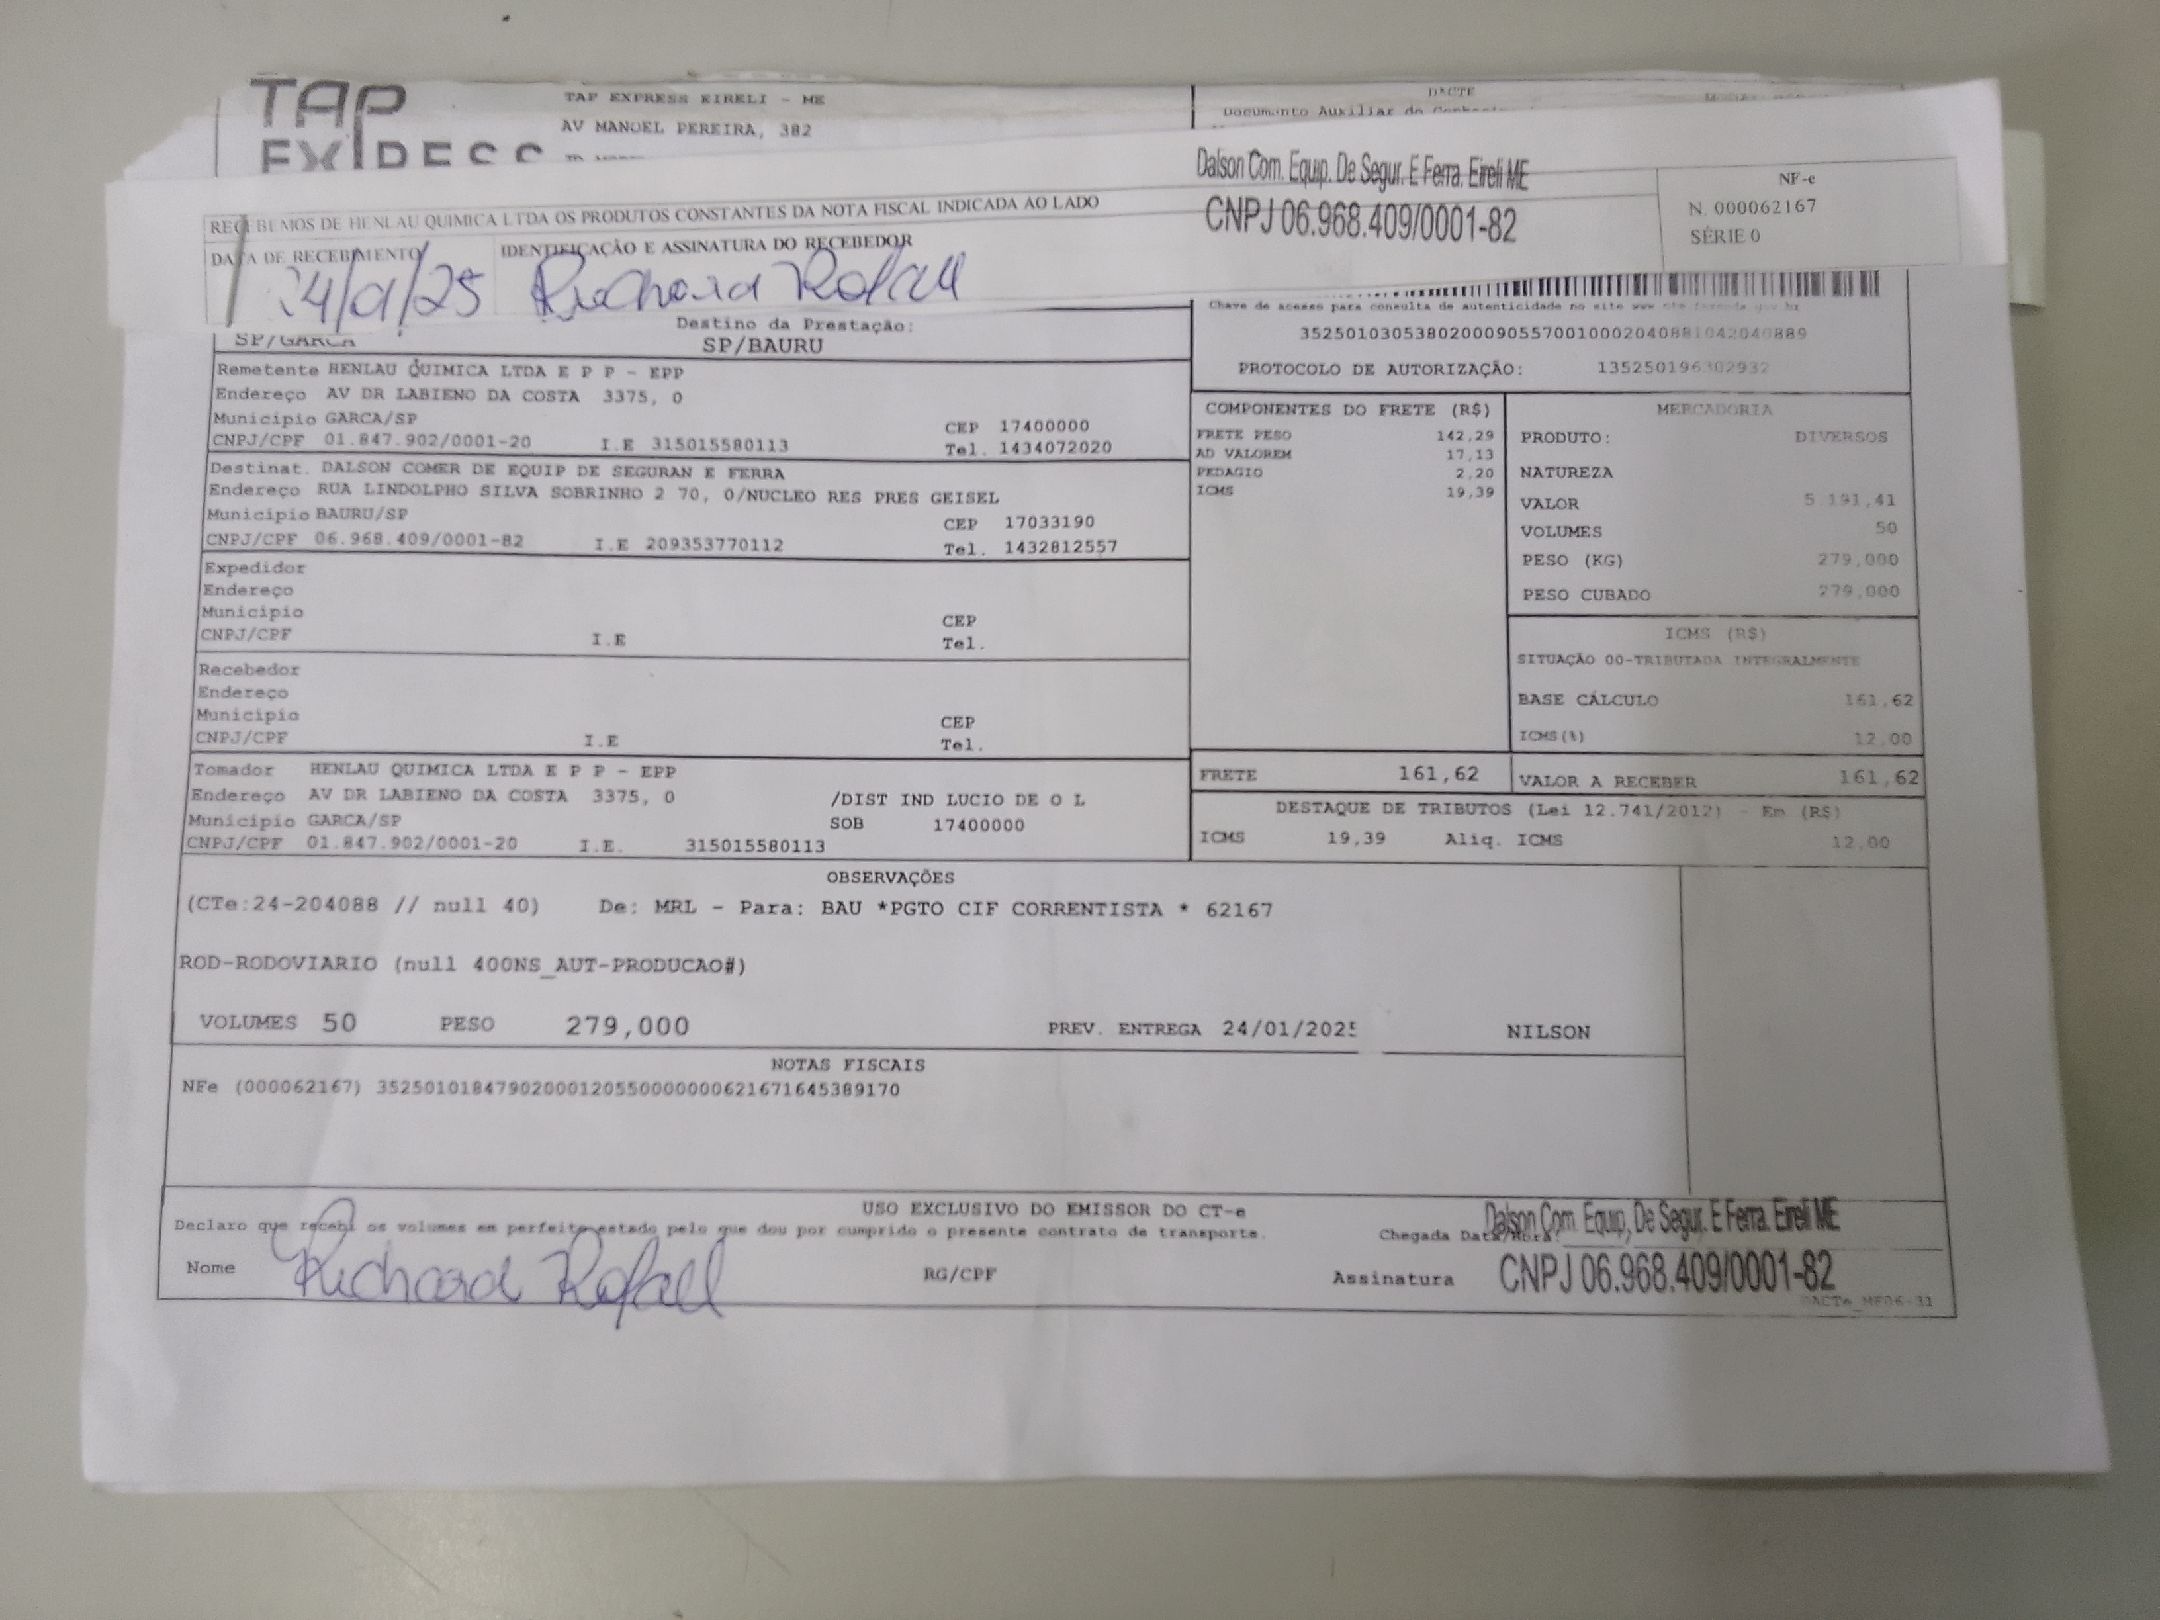 TAP EXPRESS
TAP EXPRESS EIRELI - ME
AV MANOEL PEREIRA, 382
DACTE
Documento Auxiliar do
Dalson Com. Equip. De Segur. E Ferra. Eireli ME
CNPJ 06.968.409/0001-82
NF-e
N. 000062167
SÉRIE 0
RECEBEMOS DE HENLAU QUIMICA LTDA OS PRODUTOS CONSTANTES DA NOTA FISCAL INDICADA AO LADO
DATA DE RECEBIMENTO
IDENTIFICAÇÃO E ASSINATURA DO RECEBEDOR
24/01/25 Richard Rafael
Chave de acesso para consulta de autenticidade no site www.cte.fazenda.gov.br
35250103053802000905570010002040881042040889
PROTOCOLO DE AUTORIZAÇÃO: 135250196302932
Destino da Prestação:
SP/GARCA SP/BAURU
Remetente HENLAU QUIMICA LTDA E P P - EPP
Endereço AV DR LABIENO DA COSTA 3375, 0
Municipio GARCA/SP CEP 17400000
CNPJ/CPF 01.847.902/0001-20 I.E 315015580113 Tel. 1434072020
Destinat. DALSON COMER DE EQUIP DE SEGURAN E FERRA
Endereço RUA LINDOLPHO SILVA SOBRINHO 2 70, 0/NUCLEO RES PRES GEISEL
Municipio BAURU/SP CEP 17033190
CNPJ/CPF 06.968.409/0001-82 I.E 209353770112 Tel. 1432812557
Expedidor
Endereço
Municipio CEP
CNPJ/CPF I.E Tel.
Recebedor
Endereço
Municipio CEP
CNPJ/CPF I.E Tel.
Tomador HENLAU QUIMICA LTDA E P P - EPP
Endereço AV DR LABIENO DA COSTA 3375, 0 /DIST IND LUCIO DE O L
Municipio GARCA/SP SOB 17400000
CNPJ/CPF 01.847.902/0001-20 I.E. 315015580113
COMPONENTES DO FRETE (R$)
FRETE PESO 142,29
AD VALOREM 17,13
PEDAGIO 2,20
ICMS 19,39
MERCADORIA
PRODUTO: DIVERSOS
NATUREZA
VALOR 5.191,41
VOLUMES 50
PESO (KG) 279,000
PESO CUBADO 279,000
ICMS (R$)
SITUAÇÃO 00-TRIBUTADA INTEGRALMENTE
BASE CÁLCULO 161,62
ICMS(%) 12,00
FRETE 161,62 VALOR A RECEBER 161,62
DESTAQUE DE TRIBUTOS (Lei 12.741/2012) - Em (R$)
ICMS 19,39 Aliq. ICMS 12,00
OBSERVAÇÕES
(CTe:24-204088 // null 40) De: MRL - Para: BAU *PGTO CIF CORRENTISTA * 62167
ROD-RODOVIARIO (null 400NS_AUT-PRODUCAO#)
VOLUMES 50 PESO 279,000 PREV. ENTREGA 24/01/2025 NILSON
NOTAS FISCAIS
NFe (000062167) 35250101847902000120550000000621671645389170
USO EXCLUSIVO DO EMISSOR DO CT-e
Declaro que recebi os volumes em perfeito estado pelo que dou por cumprido o presente contrato de transporte.
Chegada Data/Hora:
Dalson Com. Equip, De Segur. E Ferra. Eireli ME
Nome Richard Rafael RG/CPF Assinatura CNPJ 06.968.409/0001-82
DACTe_MF06-31